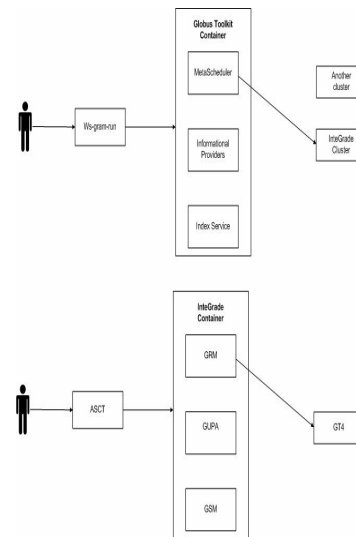 Globus Toolkit
Container
MetaScheduler
Another
cluster
Ws-gram-run
Informational
Providers
InteGrade
Cluster
Index Service
InteGrade
Container
GRM
ASCT
GUPA
GT4
GSM